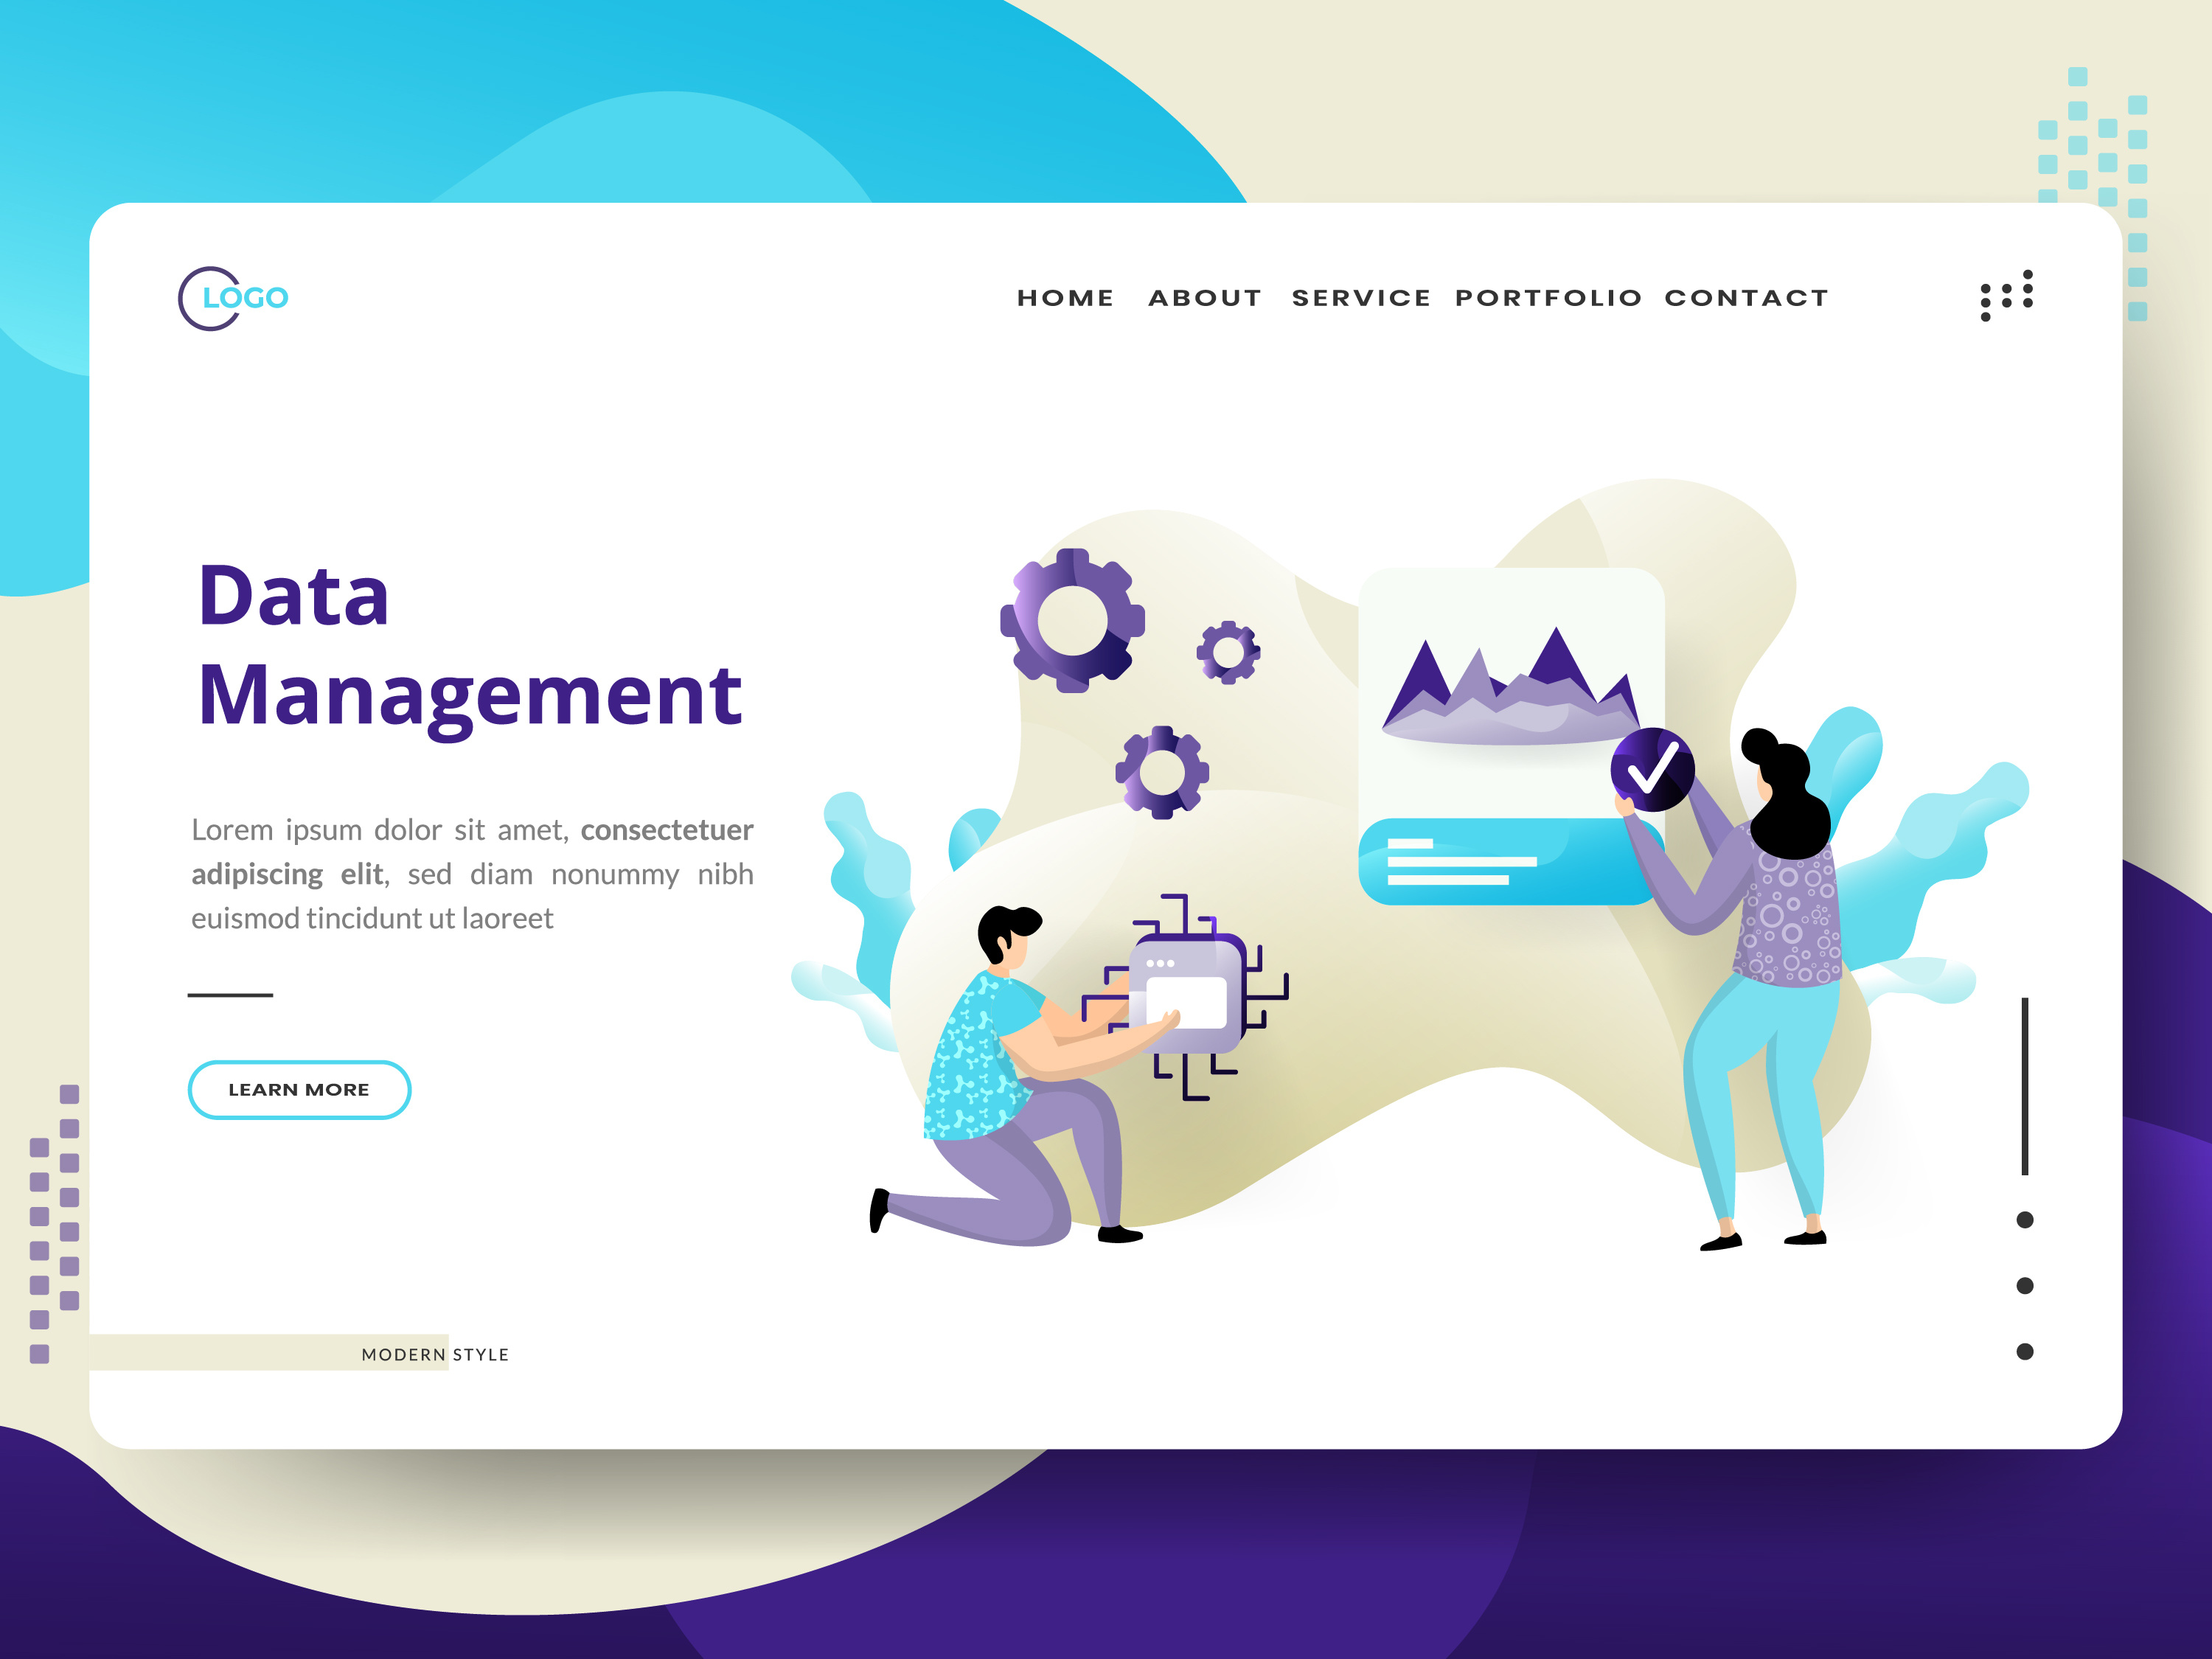 LOGO
HOME ABOUT SERVICE PORTFOLIO CONTACT
Data
Management
Lorem ipsum dolor sit amet, consectetuer
adipiscing elit, sed diam nonummy nibh
euismod tincidunt ut laoreet
LEARN MORE
MODERN STYLE